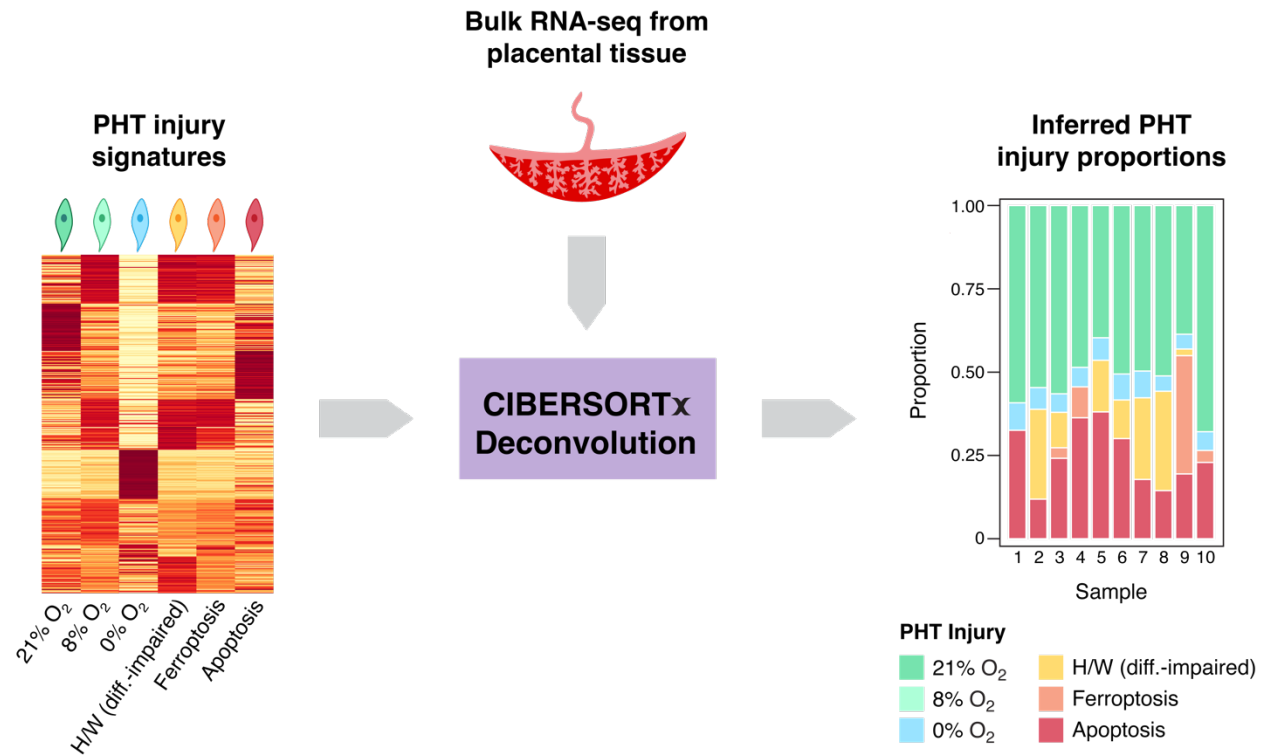 Bulk RNA-seq from
placental tissue
PHT injury
signatures
21% O₂
8% O₂
0% O₂
H/W (diff.-impaired)
Ferroptosis
Apoptosis
CIBERSORTx
Deconvolution
Inferred PHT
injury proportions
Proportion
1.00
0.75
0.50
0.25
0
1 2 3 4 5 6 7 8 9 10
Sample
PHT Injury
21% O₂
8% O₂
0% O₂
H/W (diff.-impaired)
Ferroptosis
Apoptosis